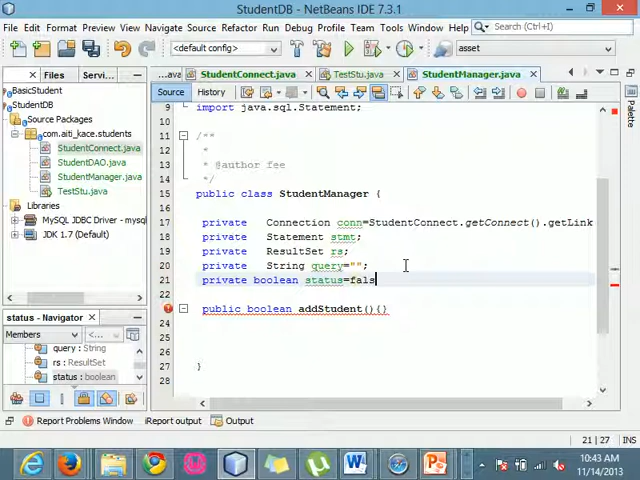 StudentDB - NetBeans IDE 7.3.1
File Edit View Navigate Source Refactor Run Debug Profile Team Tools Window Help Search (Ctrl+I)
<default config> asset
Files Servi...
...ava StudentConnect.java TestStu.java StudentManager.java
BasicStudent
StudentDB
Source Packages
com.aiti_kace.students
StudentConnect.java
StudentDAO.java
StudentManager.java
TestStu.java
Libraries
MySQL JDBC Driver - mysq
JDK 1.7 (Default)
status - Navigator
Members <...
query : String
rs : ResultSet
status : boolean
Source History
9 import java.sql.Statement;
10
11 /**
12 *
13 * @author fee
14 */
15 public class StudentManager {
16
17 private Connection conn=StudentConnect.getConnect().getLink
18 private Statement stmt;
19 private ResultSet rs;
20 private String query="";
21 private boolean status=fals
22
public boolean addStudent(){}
24
25
26
27 }
28
Palette
Report Problems Window iReport output Output
21 | 27 INS
W P
10:43 AM
11/14/2013